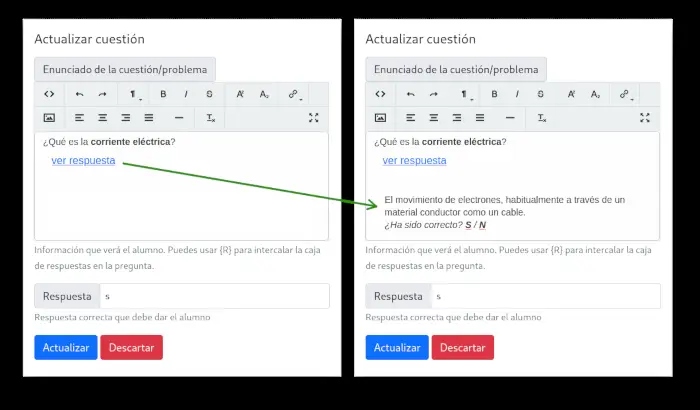 Actualizar cuestión
Enunciado de la cuestión/problema
¿Qué es la corriente eléctrica?
ver respuesta
Información que verá el alumno. Puedes usar {R} para intercalar la caja
de respuestas en la pregunta.
Respuesta
s
Respuesta correcta que debe dar el alumno
Actualizar
Descartar
Actualizar cuestión
Enunciado de la cuestión/problema
¿Qué es la corriente eléctrica?
ver respuesta
El movimiento de electrones, habitualmente a través de un
material conductor como un cable.
¿Ha sido correcto? S / N
Información que verá el alumno. Puedes usar {R} para intercalar la caja
de respuestas en la pregunta.
Respuesta
s
Respuesta correcta que debe dar el alumno
Actualizar
Descartar